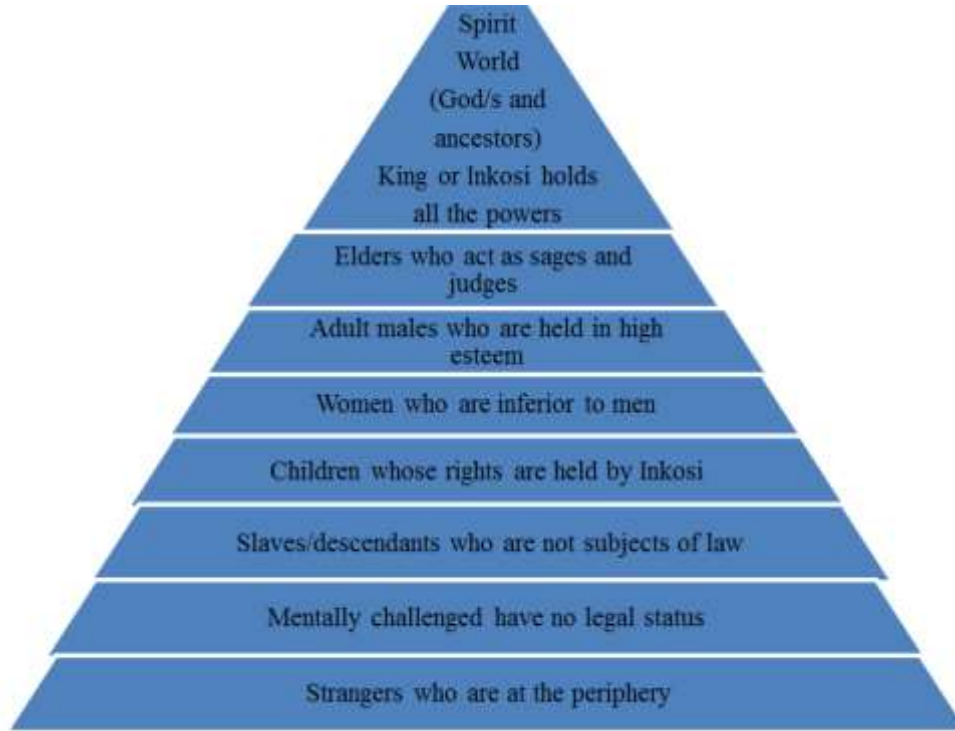 Spirit
World
(God/s and
ancestors)
King or Inkosi holds
all the powers
Elders who act as sages and
judges
Adult males who are held in high
esteem
Women who are inferior to men
Children whose rights are held by Inkosi
Slaves/descendants who are not subjects of law
Mentally challenged have no legal status
Strangers who are at the periphery